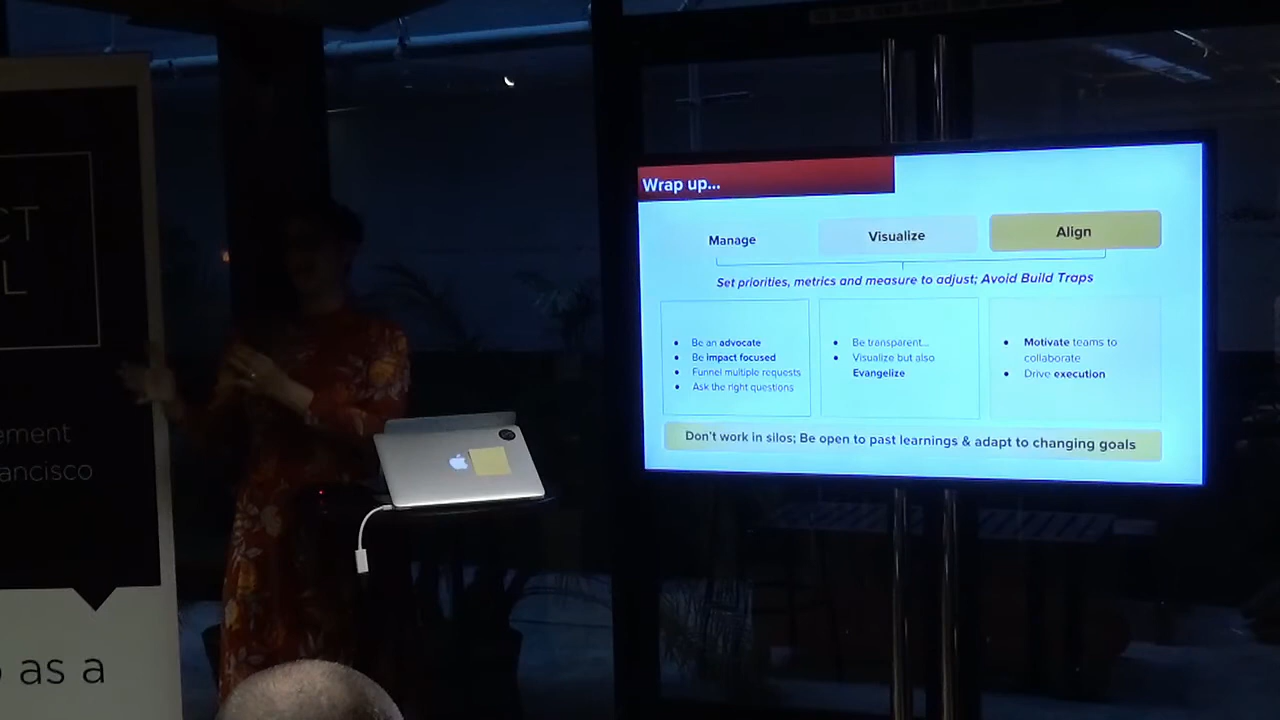 CT
L
ement
ancisco
as a
Wrap up...
Manage
Visualize
Align
Set priorities, metrics and measure to adjust; Avoid Build Traps
Be an advocate
Be impact focused
Funnel multiple requests
Ask the right questions
Be transparent...
Visualize but also
Evangelize
Motivate teams to
collaborate
Drive execution
Don't work in silos; Be open to past learnings & adapt to changing goals